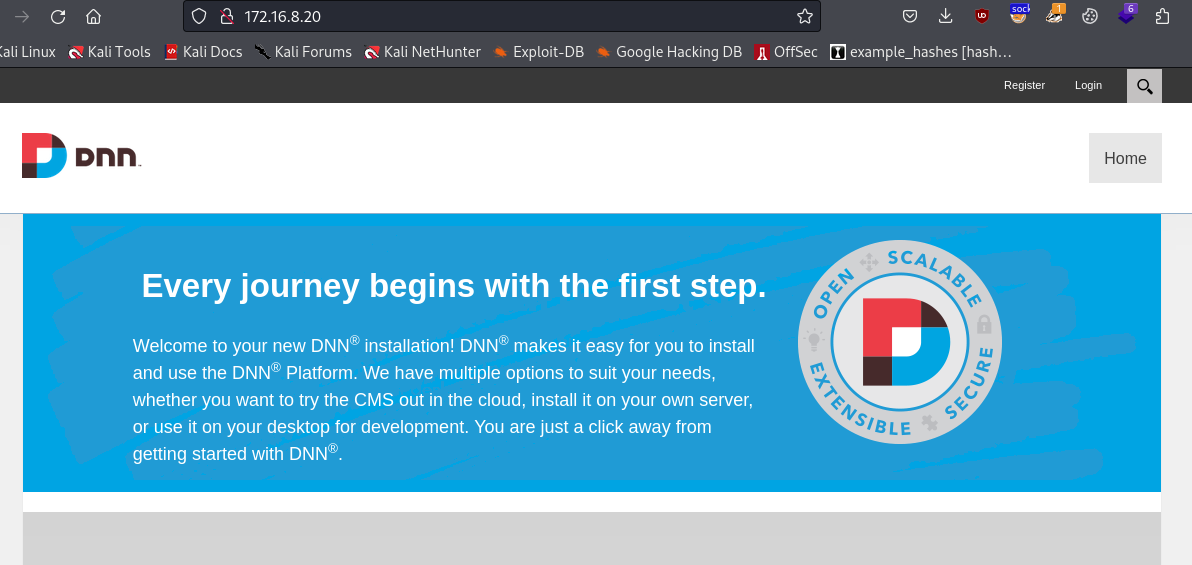 172.16.8.20
sock
1
6
Kali Linux Kali Tools Kali Docs Kali Forums Kali NetHunter Exploit-DB Google Hacking DB OffSec example_hashes [hash…
Register Login
DNN
Home
Every journey begins with the first step.
Welcome to your new DNN® installation! DNN® makes it easy for you to install
and use the DNN® Platform. We have multiple options to suit your needs,
whether you want to try the CMS out in the cloud, install it on your own server,
or use it on your desktop for development. You are just a click away from
getting started with DNN®.
OPEN
SCALABLE
EXTENSIBLE
SECURE